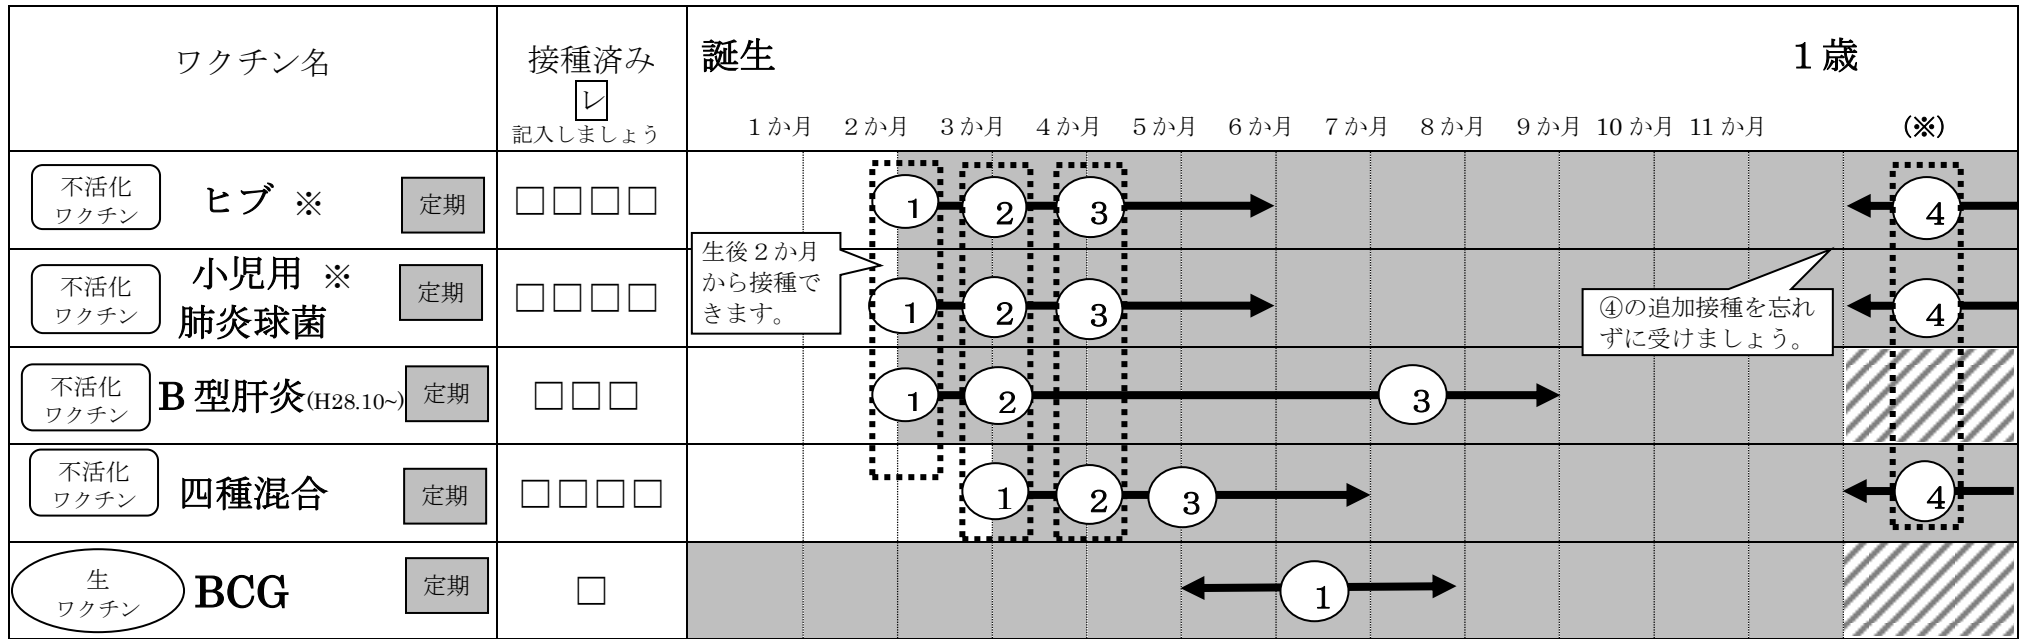 ワクチン名
接種済み
レ
記入しましょう
誕生
１歳
１か月 ２か月 ３か月 ４か月 ５か月 ６か月 ７か月 ８か月 ９か月 10か月 11か月 (※)
不活化
ワクチン
ヒブ ※
定期
□□□□
1 2 3 4
生後２か月
から接種で
きます。
不活化
ワクチン
小児用 ※
肺炎球菌
定期
□□□□
1 2 3 4
④の追加接種を忘れ
ずに受けましょう。
不活化
ワクチン
B型肝炎(H28.10~)
定期
□□□
1 2 3
不活化
ワクチン
四種混合
定期
□□□□
1 2 3 4
生
ワクチン
BCG
定期
□
1